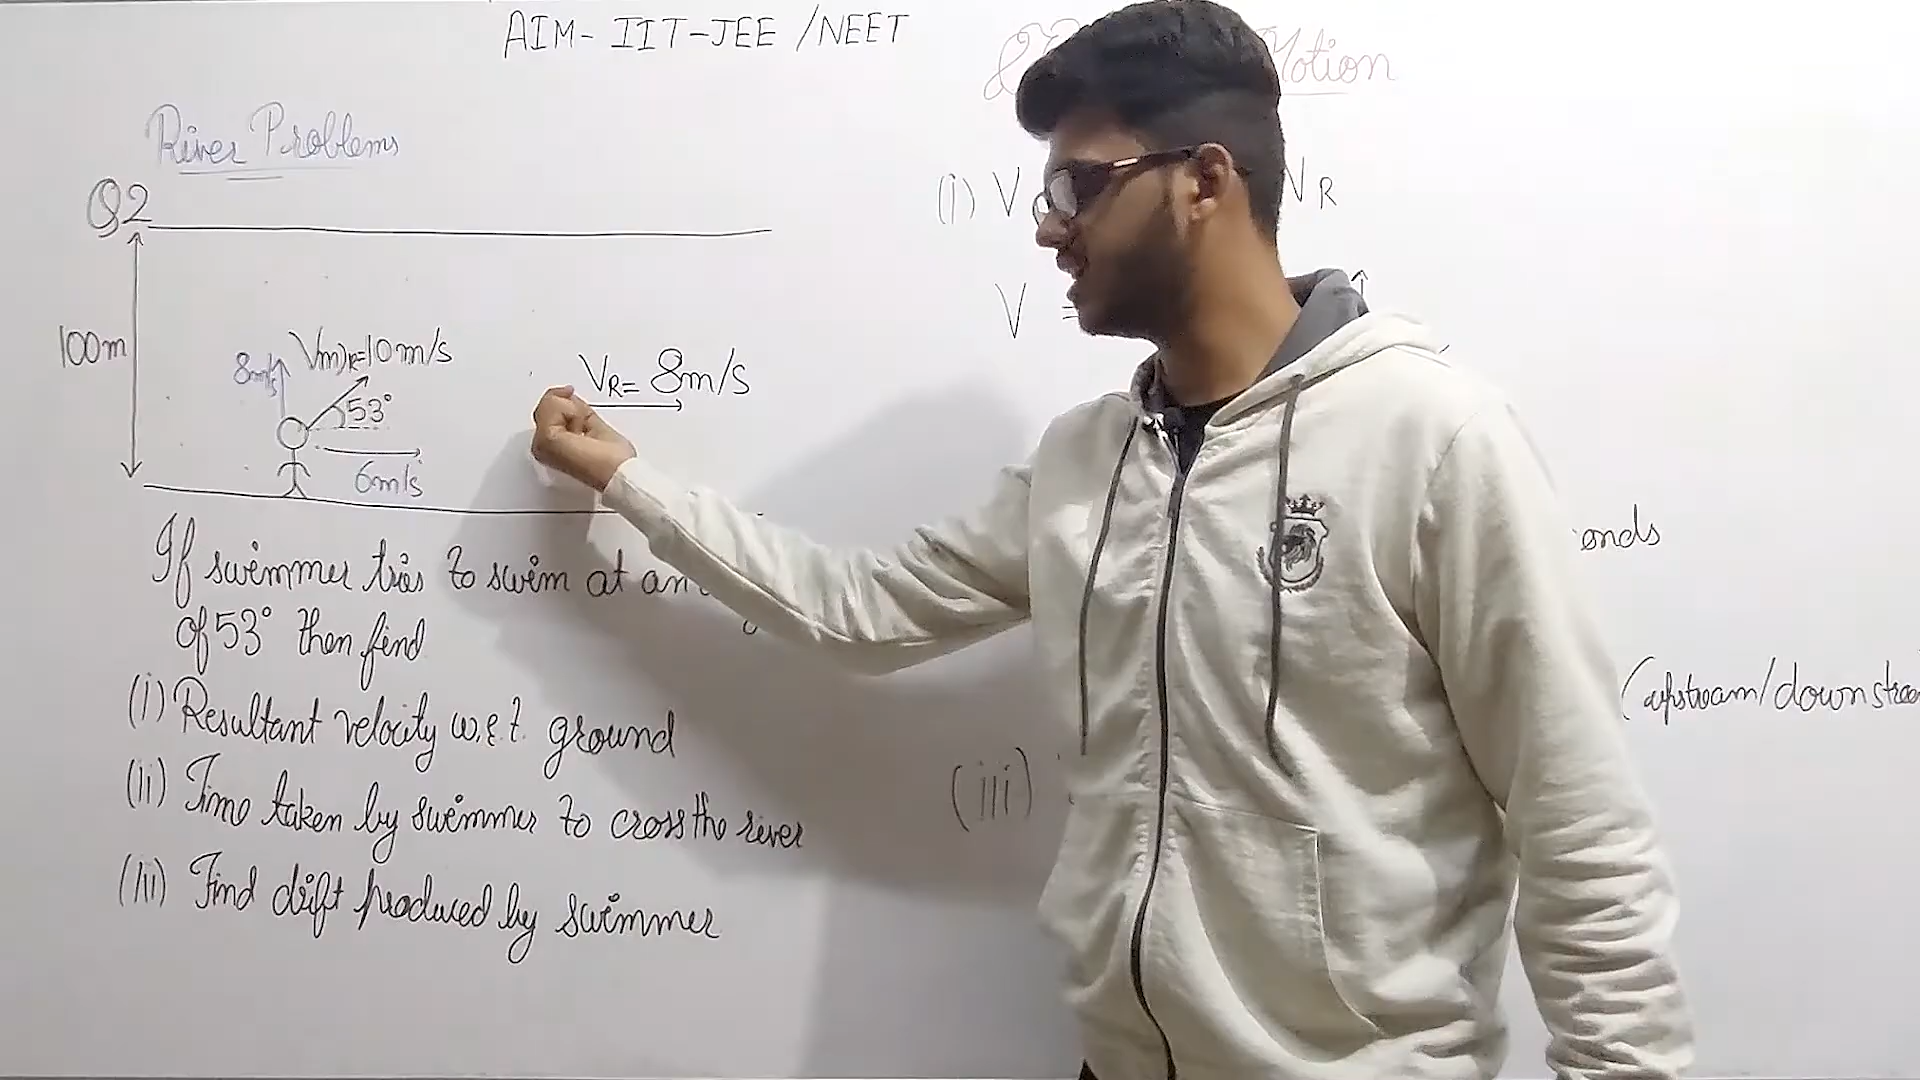 AIM- IIT-JEE /NEET
Motion
River Problems
Q2
100m
8m/s
Vm/R=10m/s
53°
6m/s
VR= 8m/s
If swimmer tries to swim at an
of 53° then find
(i) Resultant velocity w.r.t. ground
(ii) Time taken by swimmer to cross the river
(iii) Find drift produced by swimmer
(i) V VR
V =
onds
(upstream/downstrea
(iii)